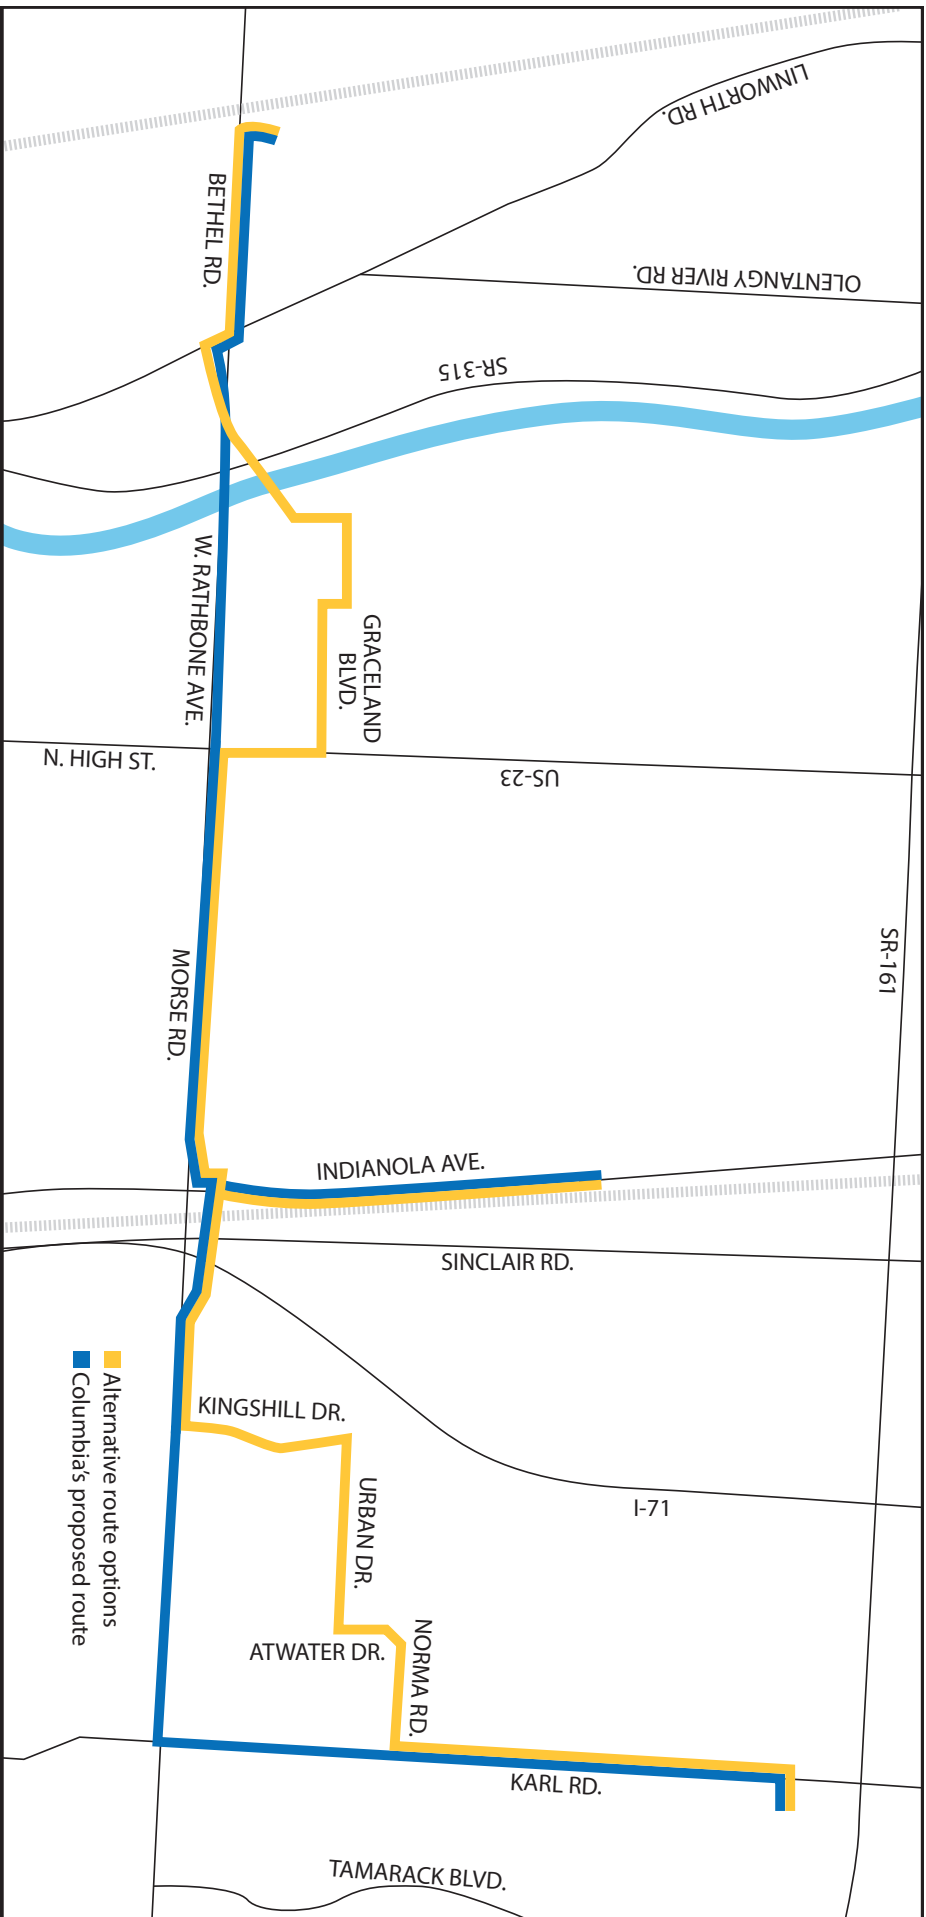 LINWORTH RD.
BETHEL RD.
OLENTANGY RIVER RD.
SR-315
W. RATHBONE AVE.
GRACELAND
BLVD.
N. HIGH ST.
US-23
SR-161
MORSE RD.
INDIANOLA AVE.
SINCLAIR RD.
Alternative route options
Columbia's proposed route
KINGSHILL DR.
I-71
URBAN DR.
ATWATER DR.
NORMA RD.
KARL RD.
TAMARACK BLVD.